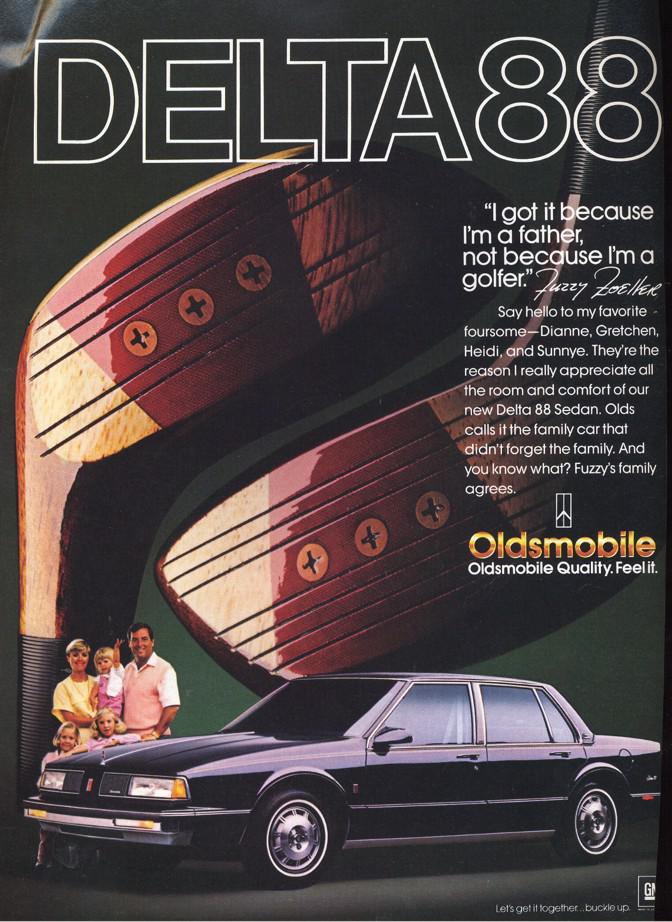 DELTA 88
“I got it because
I'm a father,
not because I'm a
golfer.” Fuzzy Zoeller
Say hello to my favorite
foursome—Dianne, Gretchen,
Heidi, and Sunnye. They're the
reason I really appreciate all
the room and comfort of our
new Delta 88 Sedan. Olds
calls it the family car that
didn't forget the family. And
you know what? Fuzzy's family
agrees.
Oldsmobile
Oldsmobile Quality. Feel it.
Let's get it together...buckle up.
GM